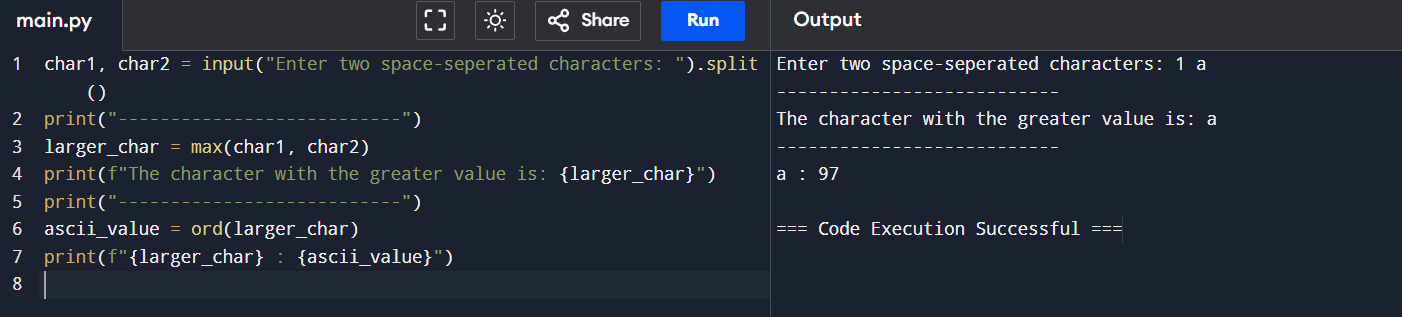 main.py
Share
Run
Output
1 char1, char2 = input("Enter two space-seperated characters: ").split
()
2 print("---------------------------")
3 larger_char = max(char1, char2)
4 print(f"The character with the greater value is: {larger_char}")
5 print("---------------------------")
6 ascii_value = ord(larger_char)
7 print(f"{larger_char} : {ascii_value}")
8
Enter two space-seperated characters: 1 a
---------------------------
The character with the greater value is: a
---------------------------
a : 97
=== Code Execution Successful ===